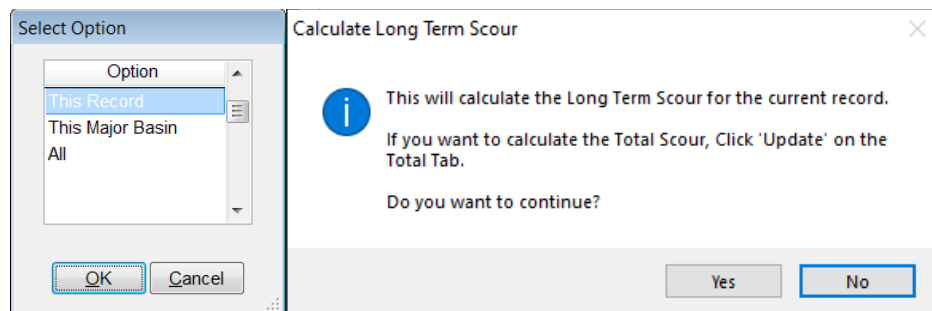 Select Option
Option
This Record
This Major Basin
All
OK
Cancel
Calculate Long Term Scour
This will calculate the Long Term Scour for the current record.
If you want to calculate the Total Scour, Click 'Update' on the
Total Tab.
Do you want to continue?
Yes
No